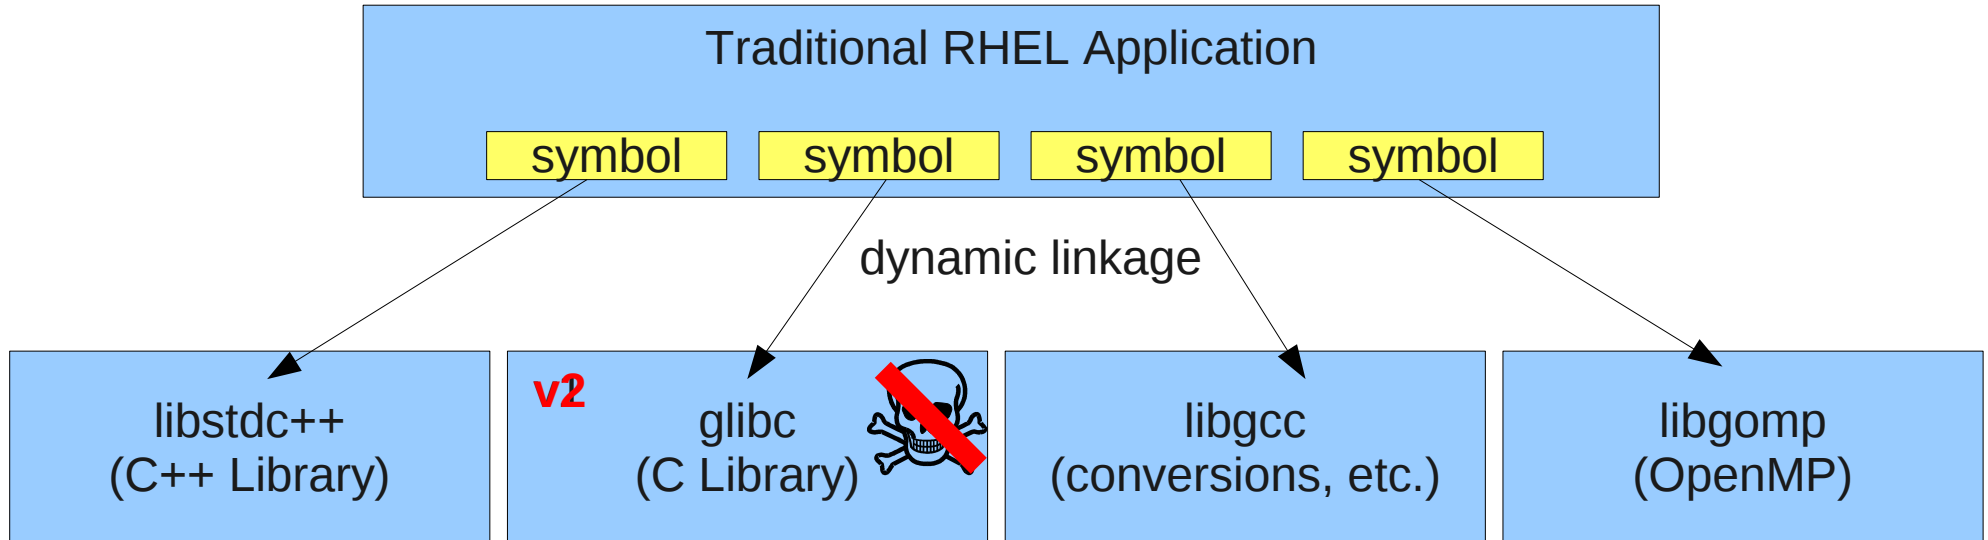 Traditional RHEL Application
symbol symbol symbol symbol
dynamic linkage
v2
libstdc++ glibc libgcc libgomp
(C++ Library) (C Library) (conversions, etc.) (OpenMP)